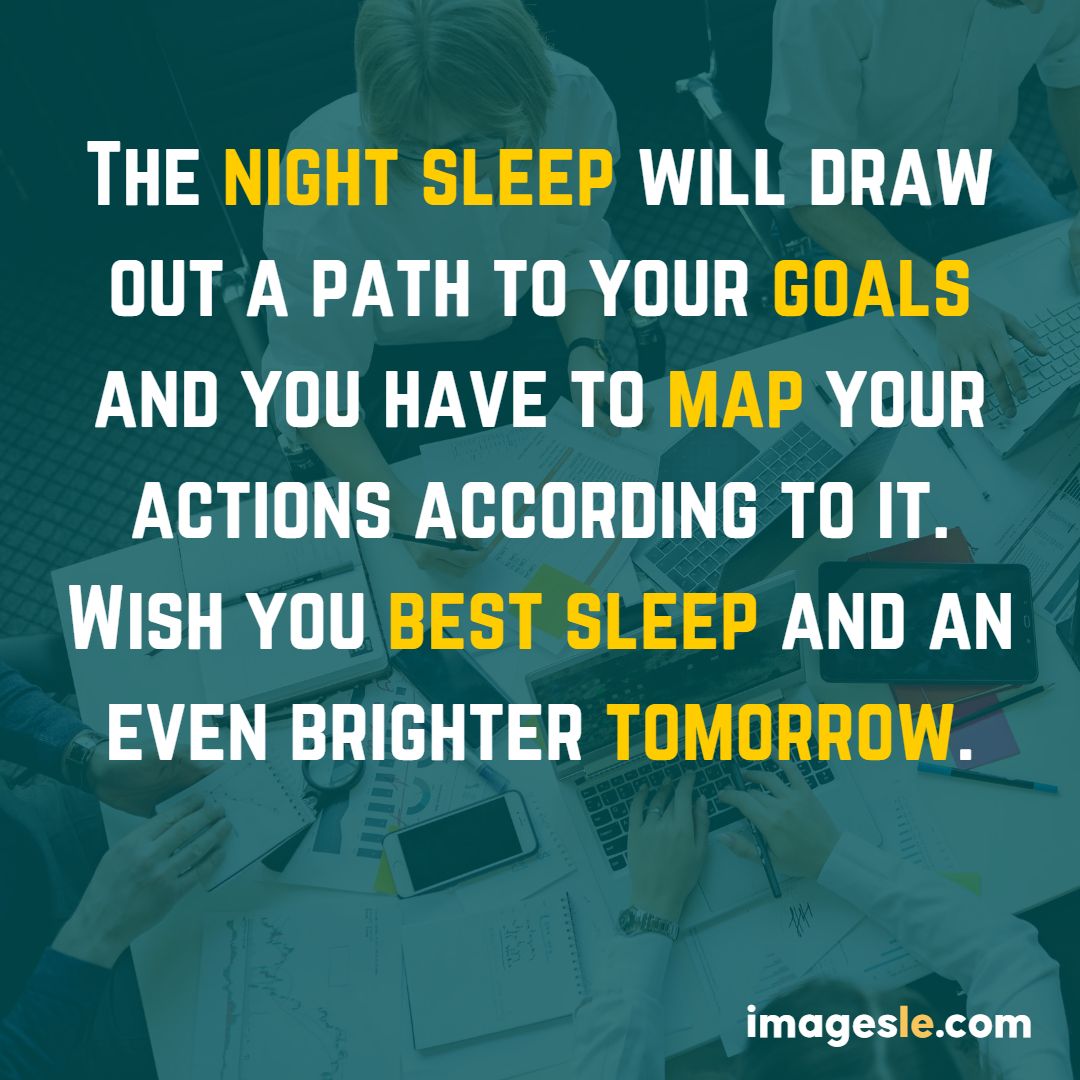 The night sleep will draw
out a path to your goals
and you have to map your
actions according to it.
Wish you best sleep and an
even brighter tomorrow.
imagesle.com